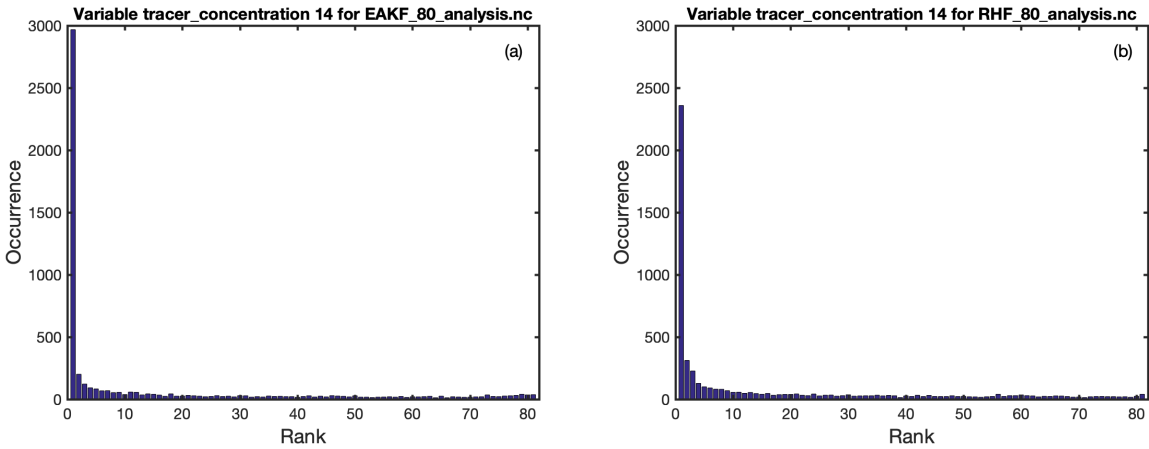 Variable tracer_concentration 14 for EAKF_80_analysis.nc
(a)
3000
2500
2000
1500
1000
500
0
Occurrence
0 10 20 30 40 50 60 70 80
Rank
Variable tracer_concentration 14 for RHF_80_analysis.nc
(b)
3000
2500
2000
1500
1000
500
0
Occurrence
0 10 20 30 40 50 60 70 80
Rank